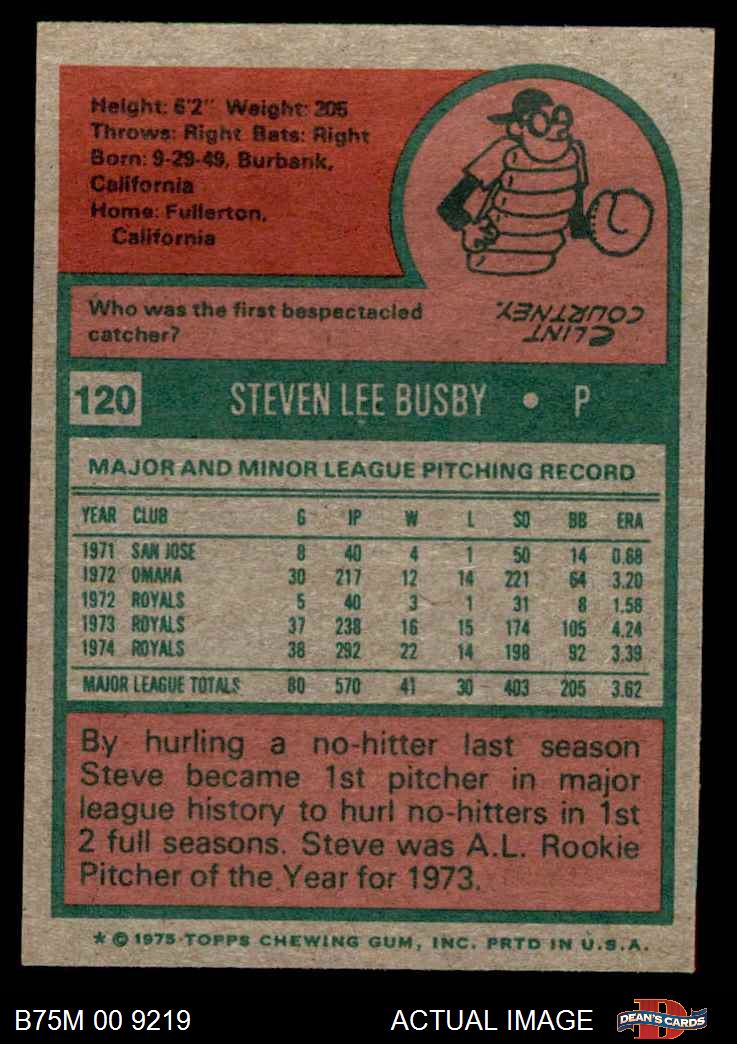 Height: 6'2" Weight: 205
Throws: Right Bats: Right
Born: 9-29-49, Burbank,
California
Home: Fullerton,
California
Who was the first bespectacled
catcher?
CLINT
COURTNEY.
120 STEVEN LEE BUSBY • P
MAJOR AND MINOR LEAGUE PITCHING RECORD
YEAR CLUB G IP W L SO BB ERA
1971 SAN JOSE 8 40 4 1 50 14 0.68
1972 OMAHA 30 217 12 14 221 64 3.20
1972 ROYALS 5 40 3 1 31 8 1.58
1973 ROYALS 37 238 16 15 174 105 4.24
1974 ROYALS 38 292 22 14 198 92 3.39
MAJOR LEAGUE TOTALS 80 570 41 30 403 205 3.62
By hurling a no-hitter last season
Steve became 1st pitcher in major
league history to hurl no-hitters in 1st
2 full seasons. Steve was A.L. Rookie
Pitcher of the Year for 1973.
* © 1975 TOPPS CHEWING GUM, INC. PRTD IN U.S.A.
B75M 00 9219 ACTUAL IMAGE
D
DEAN'S CARDS